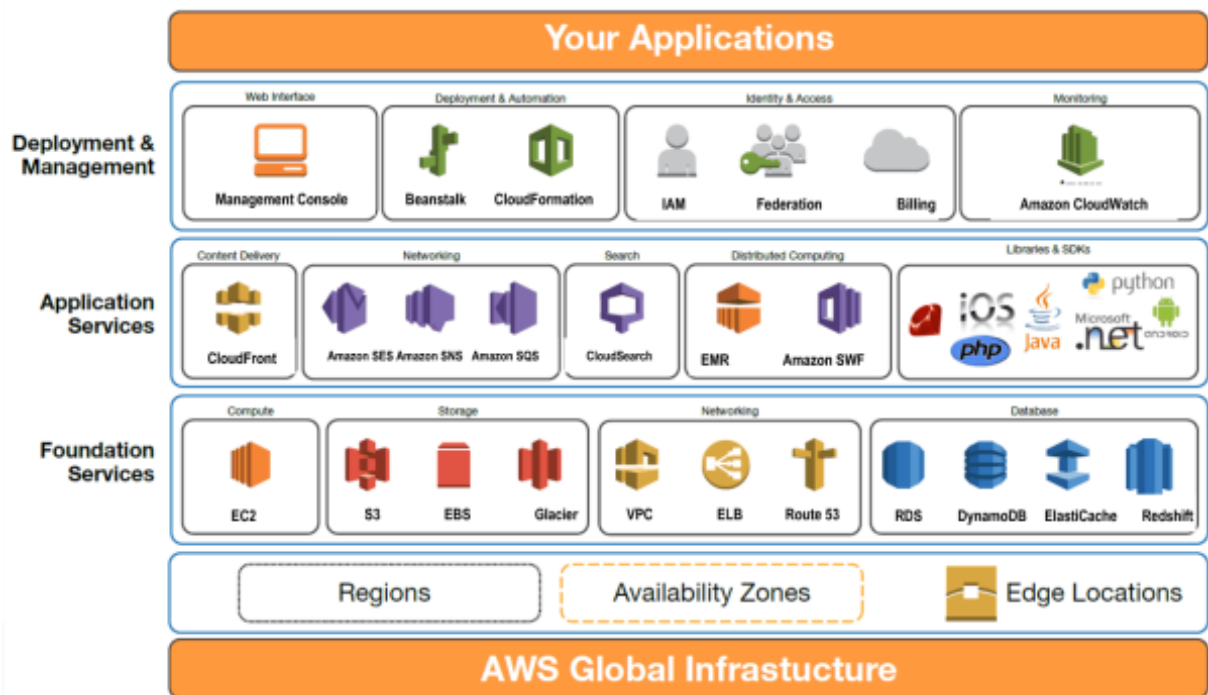 Your Applications
Deployment &
Management
Web Interface
Management Console
Deployment & Automation
Beanstalk CloudFormation
Identity & Access
IAM Federation Billing
Monitoring
Amazon CloudWatch
Application
Services
Content Delivery
CloudFront
Networking
Amazon SES Amazon SNS Amazon SQS
Search
CloudSearch
Distributed Computing
EMR Amazon SWF
Libraries & SDKs
iOS
php
Java
python
Microsoft
.net
android
Foundation
Services
Compute
EC2
Storage
S3 EBS Glacier
Networking
VPC ELB Route 53
Database
RDS DynamoDB ElastiCache Redshift
Regions Availability Zones Edge Locations
AWS Global Infrastucture